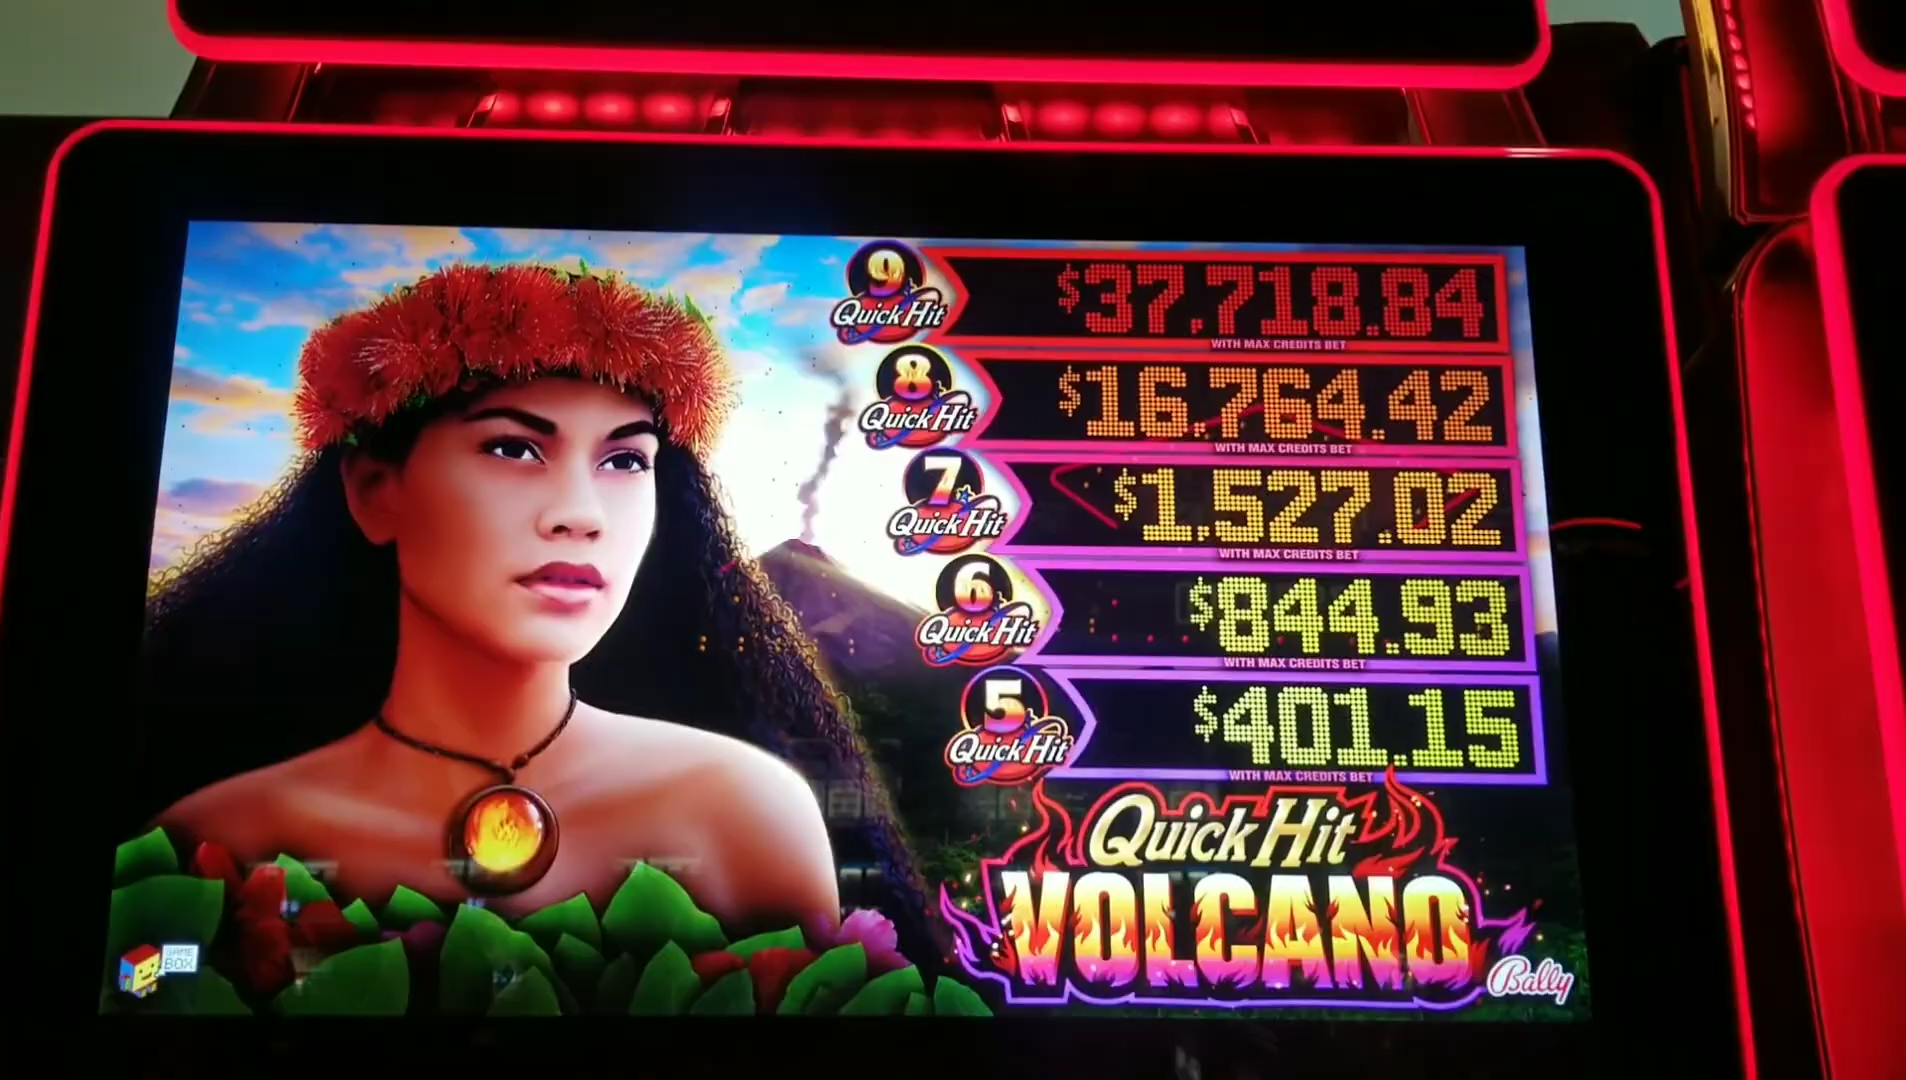 9
Quick Hit
$37,718.84
WITH MAX CREDITS BET
8
Quick Hit
$16,764.42
WITH MAX CREDITS BET
7
Quick Hit
$1,527.02
WITH MAX CREDITS BET
6
Quick Hit
$844.93
WITH MAX CREDITS BET
5
Quick Hit
$401.15
WITH MAX CREDITS BET
Quick Hit
VOLCANO
Bally
GAME
BOX